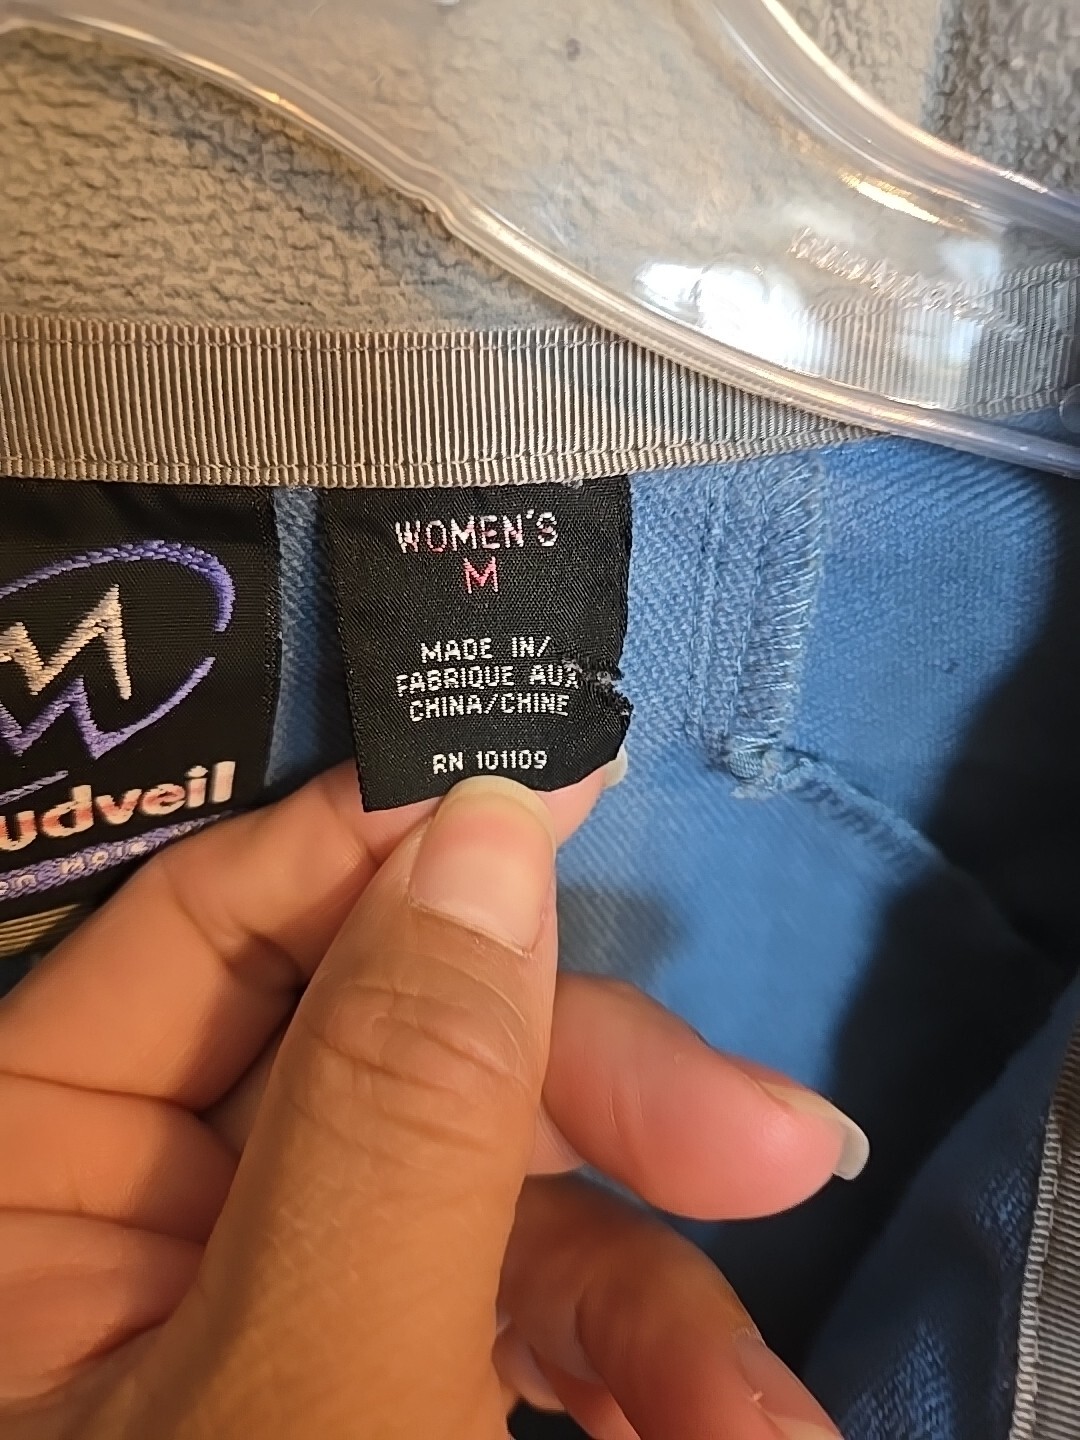 WOMEN'S
M
MADE IN/
FABRIQUE AUX
CHINA/CHINE
RN 101109
udveil